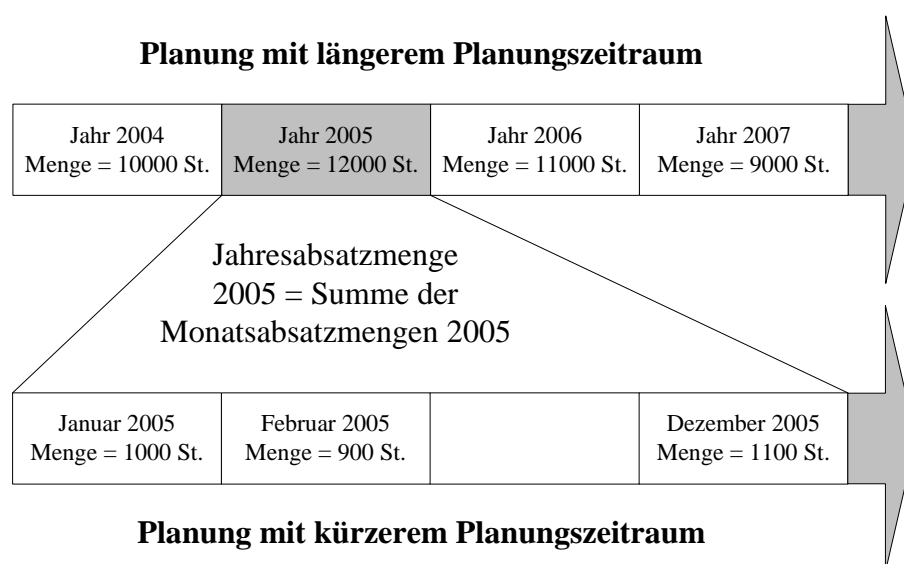 Planung mit längerem Planungszeitraum
Jahr 2004
Menge = 10000 St.
Jahr 2005
Menge = 12000 St.
Jahr 2006
Menge = 11000 St.
Jahr 2007
Menge = 9000 St.
Jahresabsatzmenge
2005 = Summe der
Monatsabsatzmengen 2005
Januar 2005
Menge = 1000 St.
Februar 2005
Menge = 900 St.
Dezember 2005
Menge = 1100 St.
Planung mit kürzerem Planungszeitraum